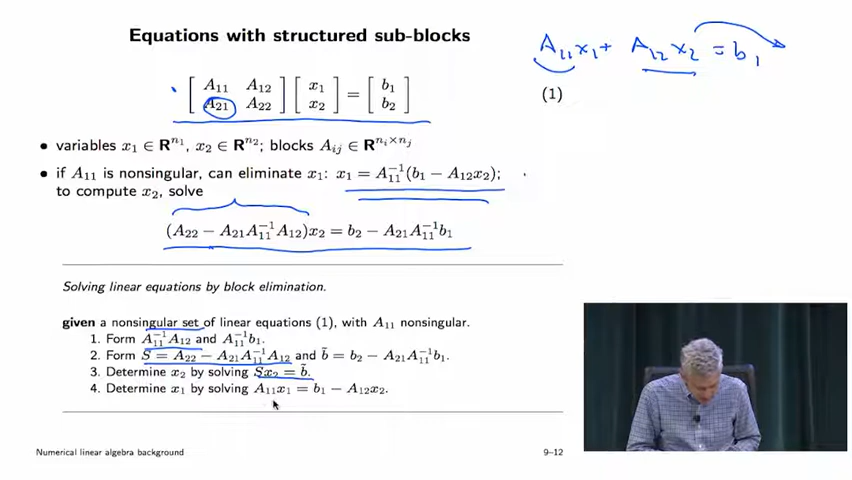 Equations with structured sub-blocks
A₁₁x₁ + A₁₂x₂ = b₁
[ A₁₁ A₁₂ ] [ x₁ ] = [ b₁ ] (1)
[ A₂₁ A₂₂ ] [ x₂ ] [ b₂ ]
• variables x₁ ∈ R^{n₁}, x₂ ∈ R^{n₂}; blocks A_{ij} ∈ R^{n_i×n_j}
• if A₁₁ is nonsingular, can eliminate x₁: x₁ = A₁₁⁻¹(b₁ − A₁₂x₂);
to compute x₂, solve
(A₂₂ − A₂₁A₁₁⁻¹A₁₂)x₂ = b₂ − A₂₁A₁₁⁻¹b₁
Solving linear equations by block elimination.
given a nonsingular set of linear equations (1), with A₁₁ nonsingular.
1. Form A₁₁⁻¹A₁₂ and A₁₁⁻¹b₁.
2. Form S = A₂₂ − A₂₁A₁₁⁻¹A₁₂ and b̃ = b₂ − A₂₁A₁₁⁻¹b₁.
3. Determine x₂ by solving Sx₂ = b̃.
4. Determine x₁ by solving A₁₁x₁ = b₁ − A₁₂x₂.
Numerical linear algebra background 9–12